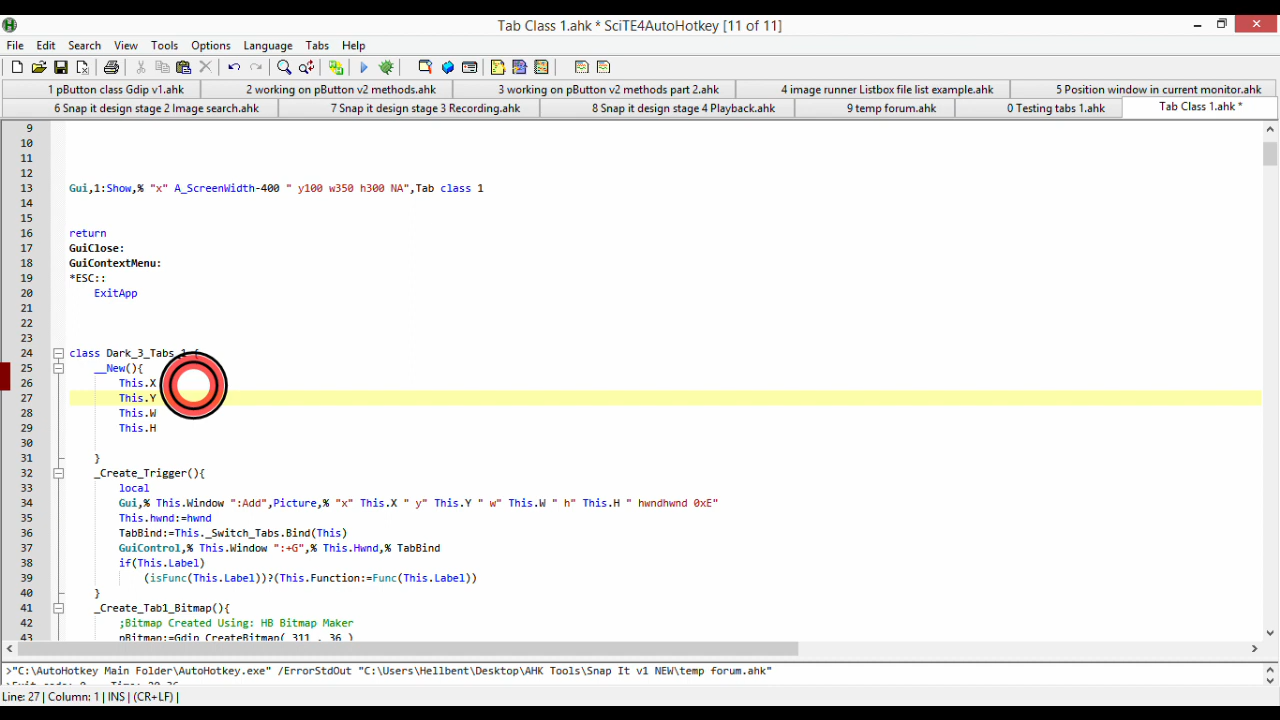 Tab Class 1.ahk * SciTE4AutoHotkey [11 of 11]
File Edit Search View Tools Options Language Tabs Help
1 pButton class Gdip v1.ahk 2 working on pButton v2 methods.ahk 3 working on pButton v2 methods part 2.ahk 4 image runner Listbox file list example.ahk 5 Position window in current monitor.ahk
6 Snap it design stage 2 Image search.ahk 7 Snap it design stage 3 Recording.ahk 8 Snap it design stage 4 Playback.ahk 9 temp forum.ahk 0 Testing tabs 1.ahk Tab Class 1.ahk *
9
10
11
12
13 Gui,1:Show,% "x" A_ScreenWidth-400 " y100 w350 h300 NA",Tab class 1
14
15
16 return
17 GuiClose:
18 GuiContextMenu:
19 *ESC::
20 ExitApp
21
22
23
24 class Dark_3_Tabs_1 {
25 __New(){
26 This.X
27 This.Y
28 This.W
29 This.H
30
31 }
32 _Create_Trigger(){
33 local
34 Gui,% This.Window ":Add",Picture,% "x" This.X " y" This.Y " w" This.W " h" This.H " hwndhwnd 0xE"
35 This.hwnd:=hwnd
36 TabBind:=This._Switch_Tabs.Bind(This)
37 GuiControl,% This.Window ":+G",% This.Hwnd,% TabBind
38 if(This.Label)
39 (isFunc(This.Label))?(This.Function:=Func(This.Label))
40 }
41 _Create_Tab1_Bitmap(){
42 ;Bitmap Created Using: HB Bitmap Maker
43 pBitmap:=Gdip_CreateBitmap( 311 , 36 )
>"C:\AutoHotkey Main Folder\AutoHotkey.exe" /ErrorStdOut "C:\Users\Hellbent\Desktop\AHK Tools\Snap It v1 NEW\temp forum.ahk"
Line: 27 | Column: 1 | INS | (CR+LF) |